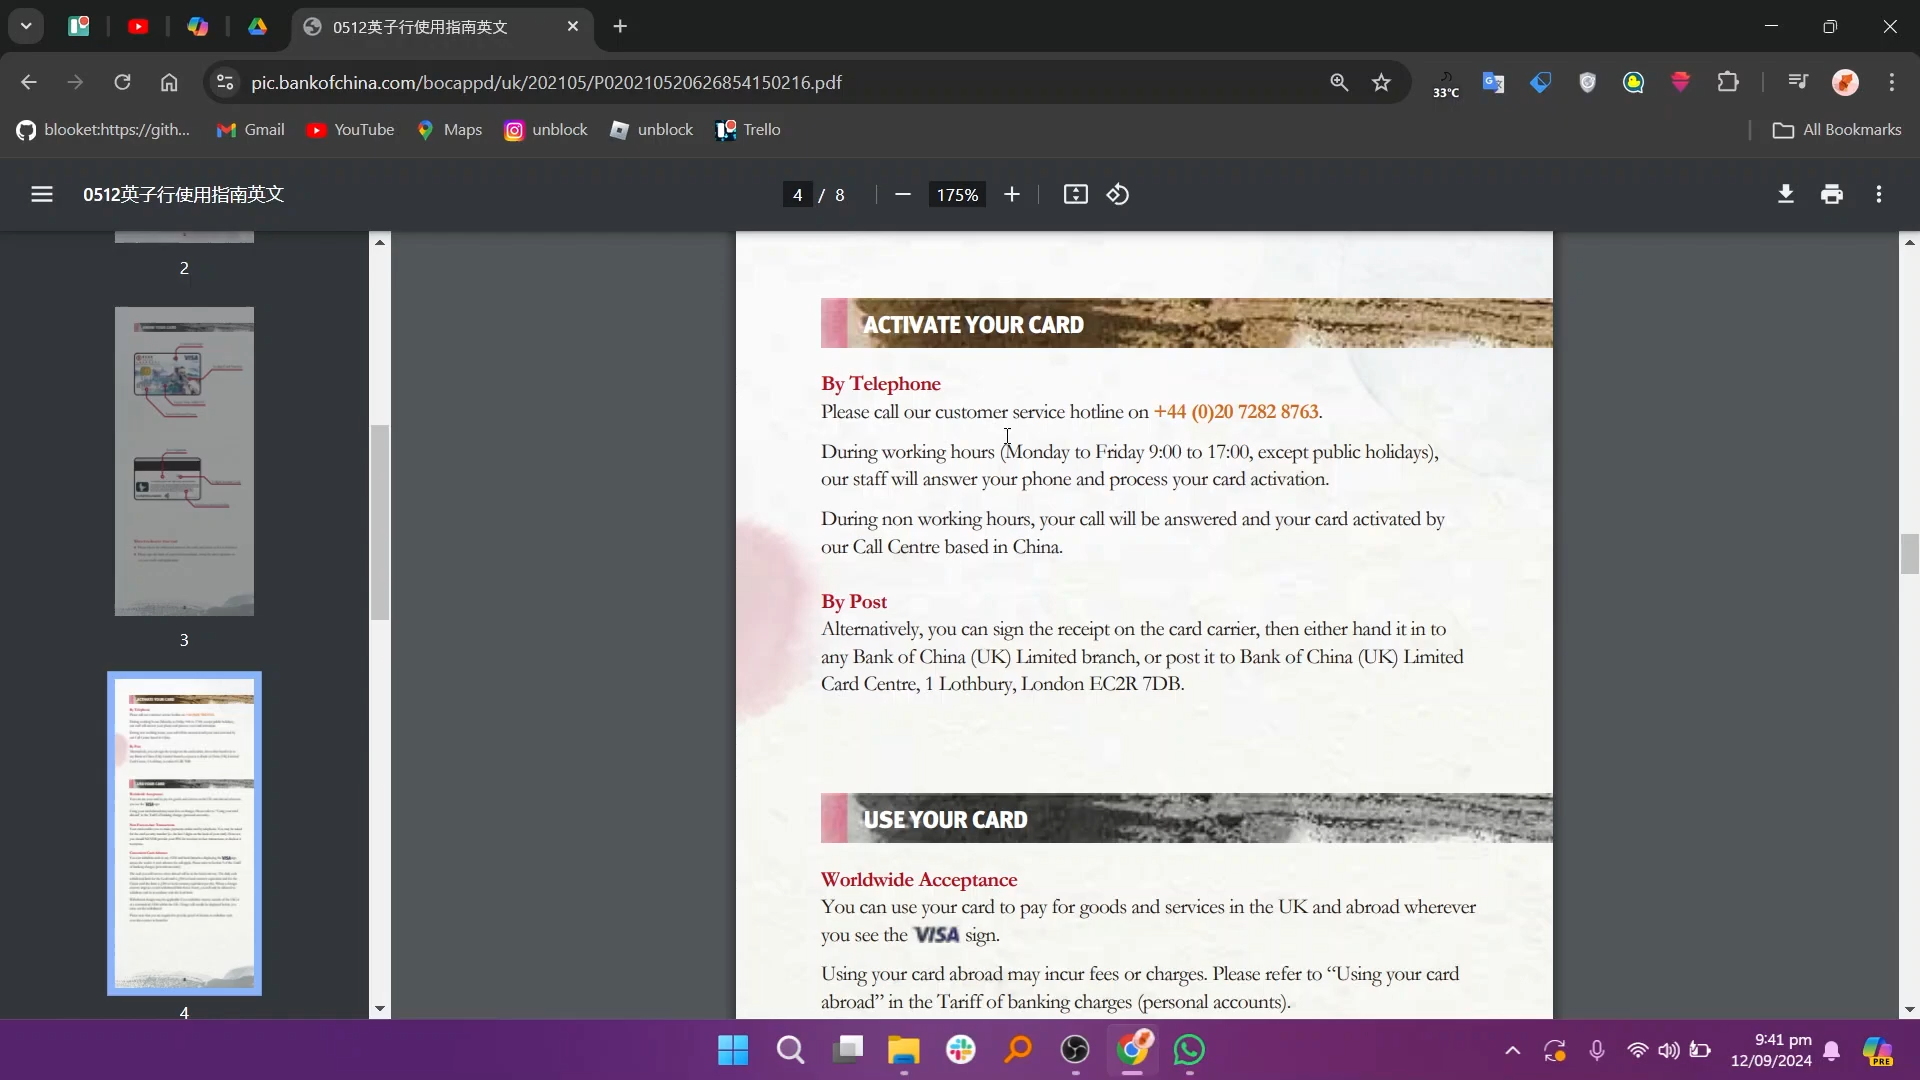 0512英子行使用指南英文
pic.bankofchina.com/bocappd/uk/202105/P020210520626854150216.pdf
33°C
blooket:https://gith...
Gmail
YouTube
Maps
unblock
unblock
Trello
All Bookmarks
0512英子行使用指南英文
4 / 8
175%
2
3
4
ACTIVATE YOUR CARD
By Telephone
Please call our customer service hotline on +44 (0)20 7282 8763.
During working hours (Monday to Friday 9:00 to 17:00, except public holidays),
our staff will answer your phone and process your card activation.
During non working hours, your call will be answered and your card activated by
our Call Centre based in China.
By Post
Alternatively, you can sign the receipt on the card carrier, then either hand it in to
any Bank of China (UK) Limited branch, or post it to Bank of China (UK) Limited
Card Centre, 1 Lothbury, London EC2R 7DB.
USE YOUR CARD
Worldwide Acceptance
You can use your card to pay for goods and services in the UK and abroad wherever
you see the VISA sign.
Using your card abroad may incur fees or charges. Please refer to “Using your card
abroad” in the Tariff of banking charges (personal accounts).
9:41 pm
12/09/2024
PRE